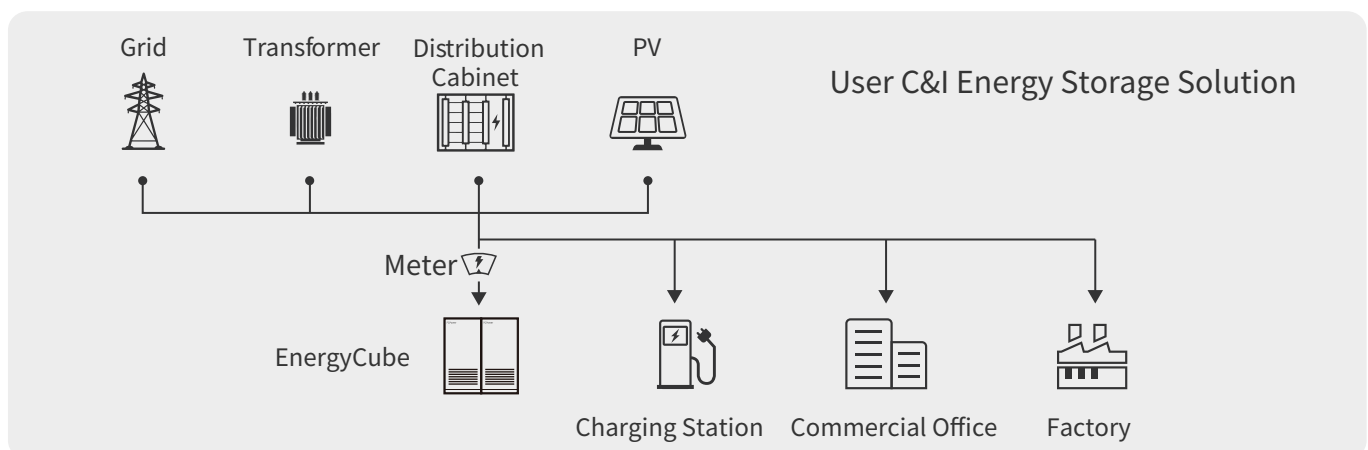 Grid
Transformer
Distribution
Cabinet
PV
User C&I Energy Storage Solution
Meter
EnergyCube
Charging Station
Commercial Office
Factory